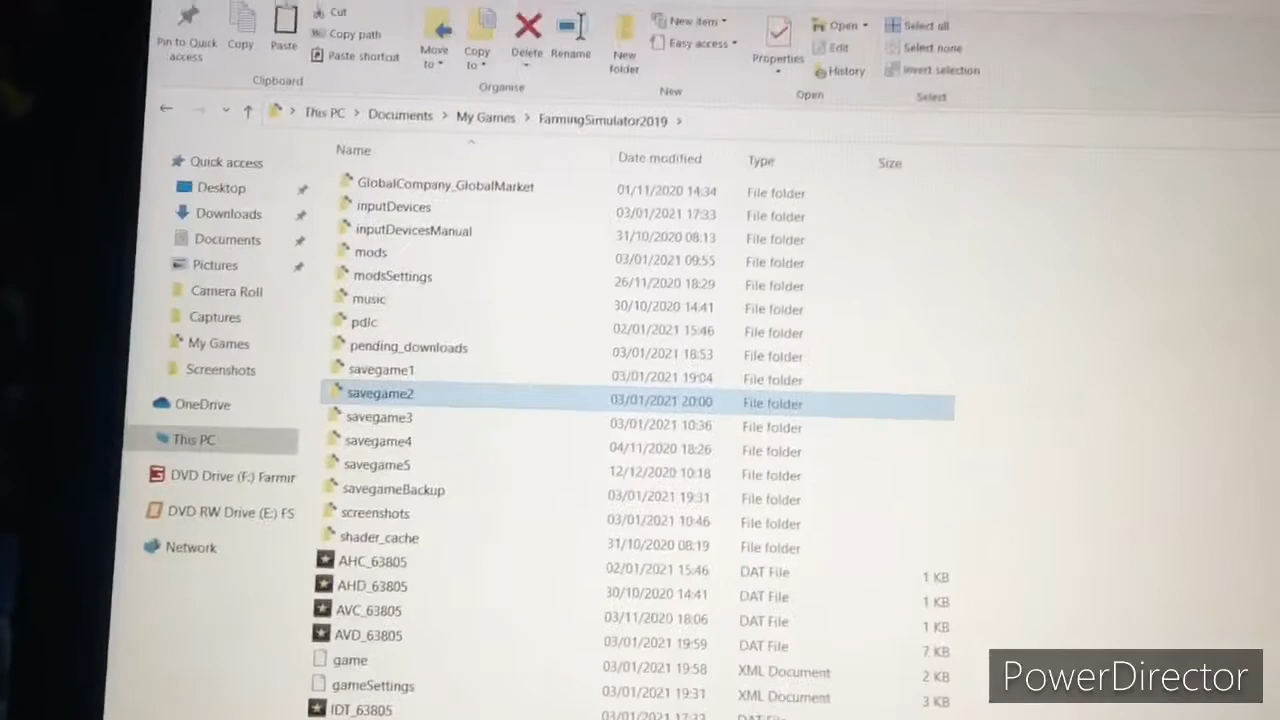 Pin to Quick access
Copy
Paste
Cut
Copy path
Paste shortcut
Clipboard
Move to
Copy to
Delete
Rename
Organise
New folder
New item
Easy access
New
Properties
Open
Edit
History
Open
Select all
Select none
Invert selection
Select
This PC > Documents > My Games > FarmingSimulator2019 >
Quick access
Desktop
Downloads
Documents
Pictures
Camera Roll
Captures
My Games
Screenshots
OneDrive
This PC
DVD Drive (F:) Farmir
DVD RW Drive (E:) FS
Network
Name Date modified Type Size
GlobalCompany_GlobalMarket 01/11/2020 14:34 File folder
inputDevices 03/01/2021 17:33 File folder
inputDevicesManual 31/10/2020 08:13 File folder
mods 03/01/2021 09:55 File folder
modsSettings 26/11/2020 18:29 File folder
music 30/10/2020 14:41 File folder
pdlc 02/01/2021 15:46 File folder
pending_downloads 03/01/2021 18:53 File folder
savegame1 03/01/2021 19:04 File folder
savegame2 03/01/2021 20:00 File folder
savegame3 03/01/2021 10:36 File folder
savegame4 04/11/2020 18:26 File folder
savegame5 12/12/2020 10:18 File folder
savegameBackup 03/01/2021 19:31 File folder
screenshots 03/01/2021 10:46 File folder
shader_cache 31/10/2020 08:19 File folder
AHC_63805 02/01/2021 15:46 DAT File 1 KB
AHD_63805 30/10/2020 14:41 DAT File 1 KB
AVC_63805 03/11/2020 18:06 DAT File 1 KB
AVD_63805 03/01/2021 19:59 DAT File 7 KB
game 03/01/2021 19:58 XML Document 2 KB
gameSettings 03/01/2021 19:31 XML Document 3 KB
IDT_63805 03/01/2021 17:33 DAT File
PowerDirector